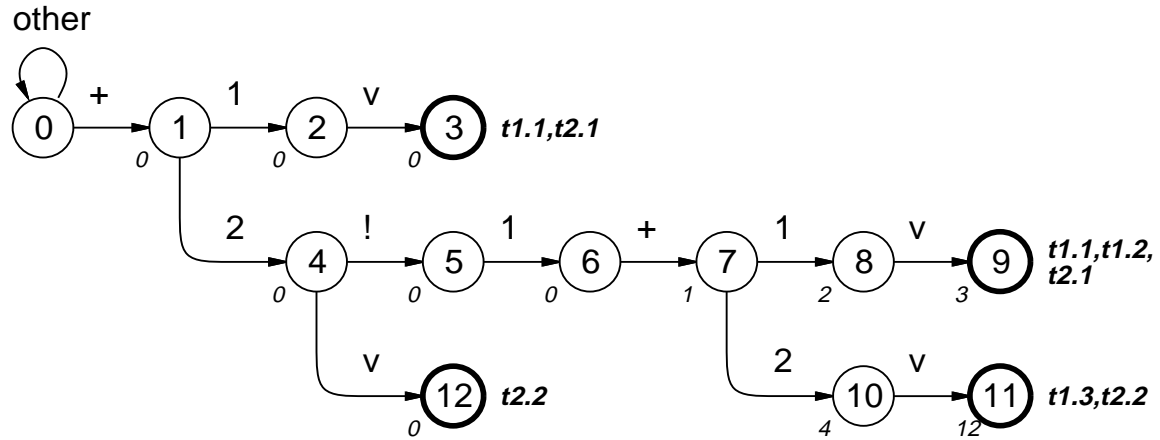 other
+ 1 v
0 1 2 3 t1.1,t2.1
0 0 0
2 ! 1 + 1 v
4 5 6 7 8 9 t1.1,t1.2,
t2.1
0 0 0 1 2 3
v 2 v
12 t2.2 10 11 t1.3,t2.2
0 4 12